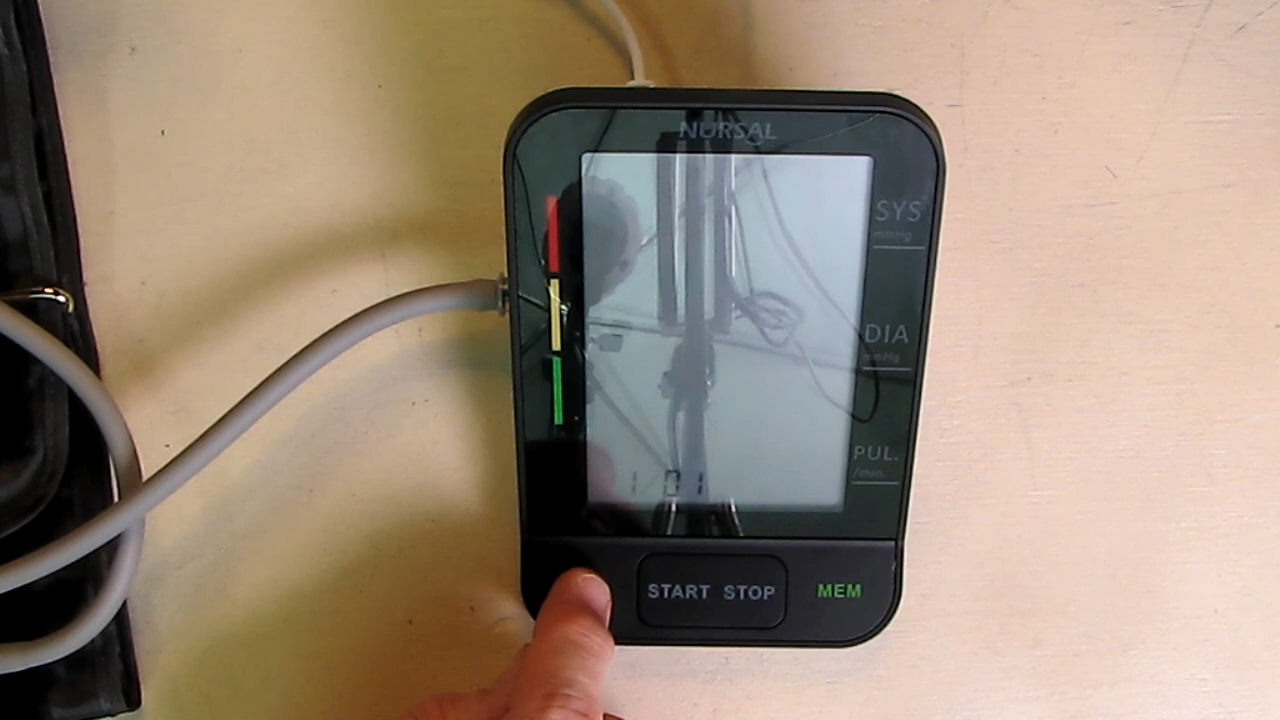 NURSAL
SYS
mmHg
DIA
mmHg
PUL.
/min.
1 01
START STOP
MEM